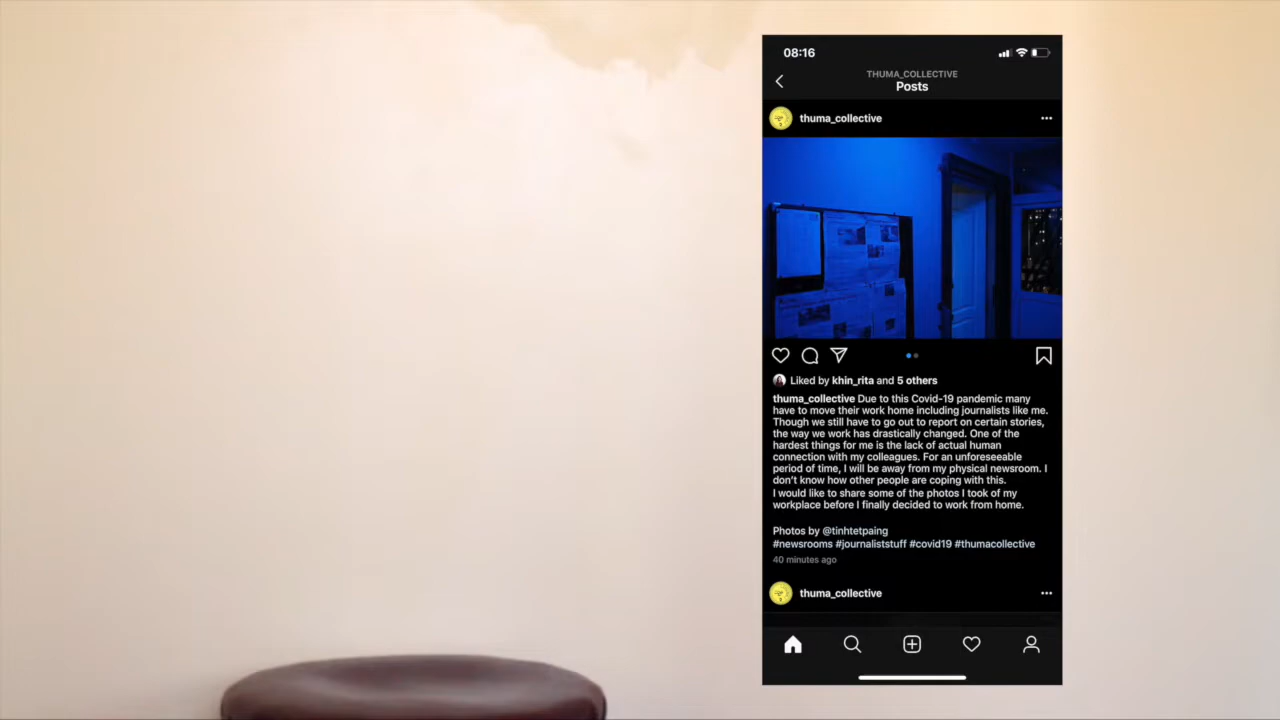 08:16
THUMA_COLLECTIVE
Posts
thuma_collective
Liked by khin_rita and 5 others
thuma_collective Due to this Covid-19 pandemic many
have to move their work home including journalists like me.
Though we still have to go out to report on certain stories,
the way we work has drastically changed. One of the
hardest things for me is the lack of actual human
connection with my colleagues. For an unforeseeable
period of time, I will be away from my physical newsroom. I
don't know how other people are coping with this.
I would like to share some of the photos I took of my
workplace before I finally decided to work from home.
Photos by @tinhtetpaing
#newsrooms #journaliststuff #covid19 #thumacollective
40 minutes ago
thuma_collective